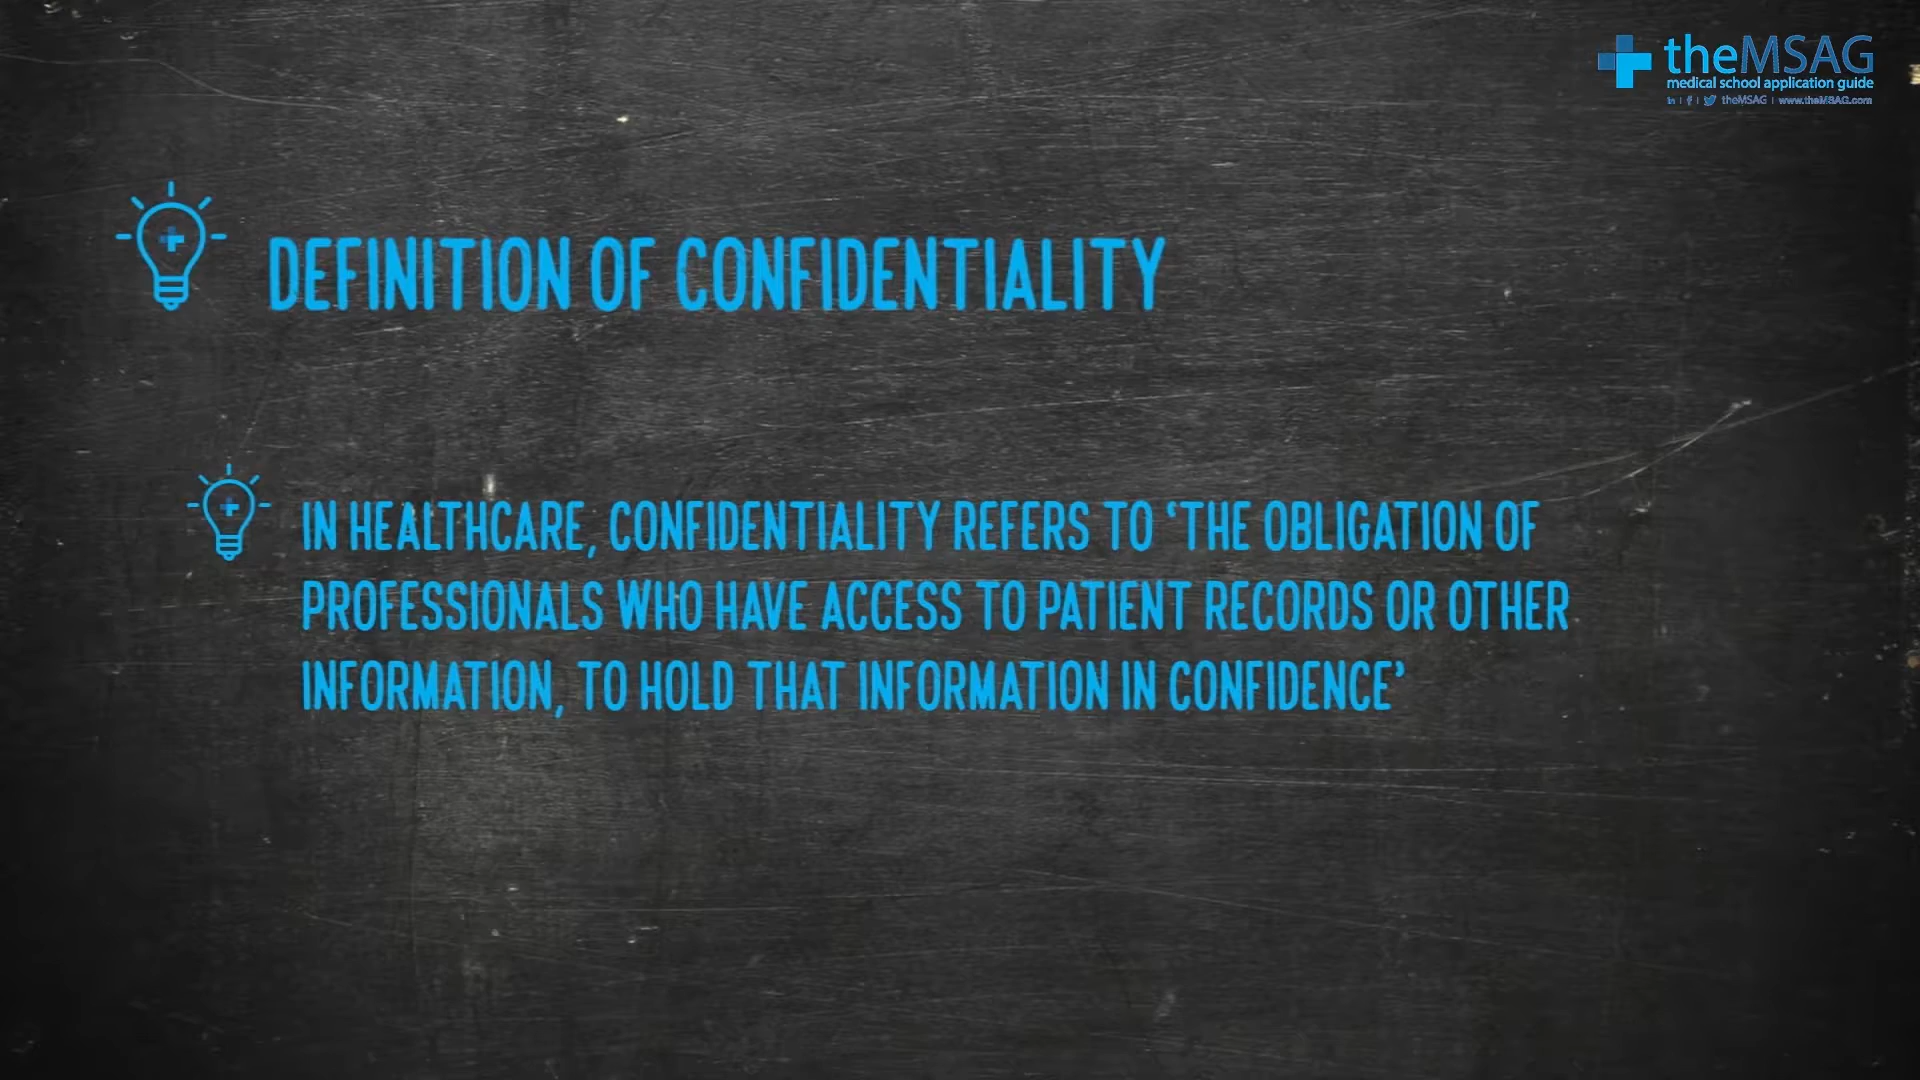 theMSAG
medical school application guide
in | f | theMSAG | www.theMSAG.com
DEFINITION OF CONFIDENTIALITY
IN HEALTHCARE, CONFIDENTIALITY REFERS TO ‘THE OBLIGATION OF
PROFESSIONALS WHO HAVE ACCESS TO PATIENT RECORDS OR OTHER
INFORMATION, TO HOLD THAT INFORMATION IN CONFIDENCE’